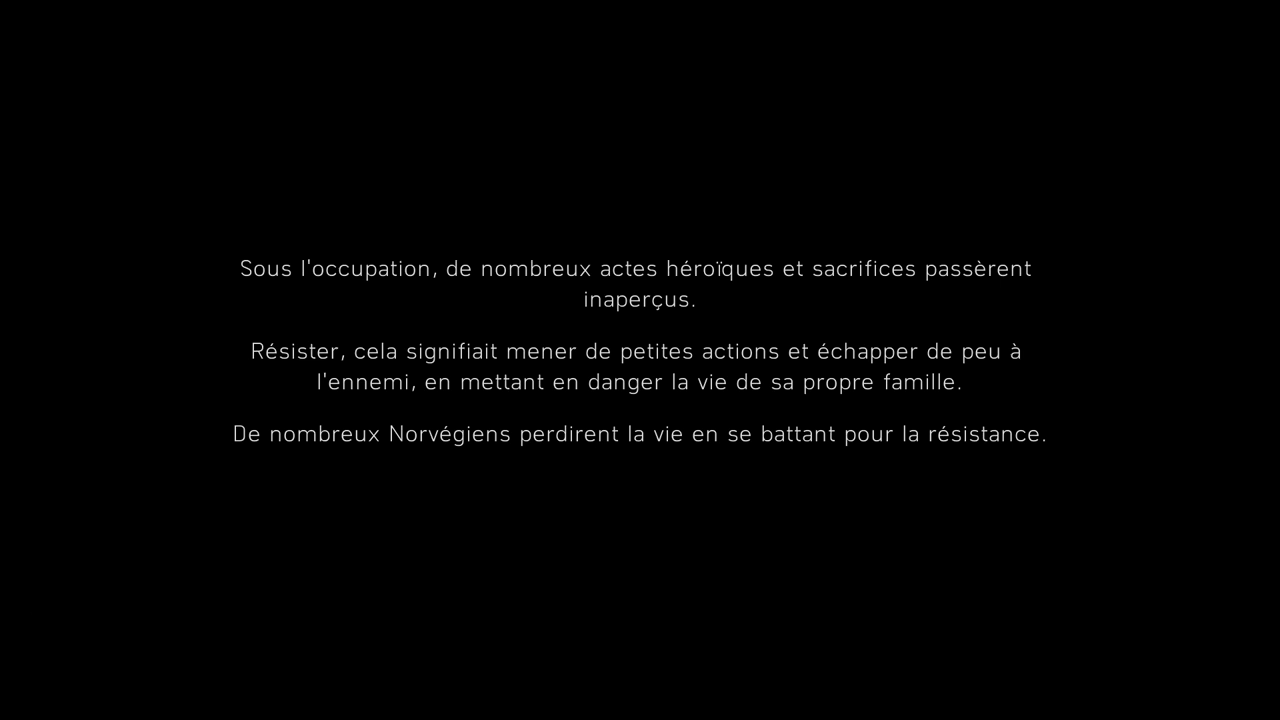 Sous l'occupation, de nombreux actes héroïques et sacrifices passèrent
inaperçus.
Résister, cela signifiait mener de petites actions et échapper de peu à
l'ennemi, en mettant en danger la vie de sa propre famille.
De nombreux Norvégiens perdirent la vie en se battant pour la résistance.